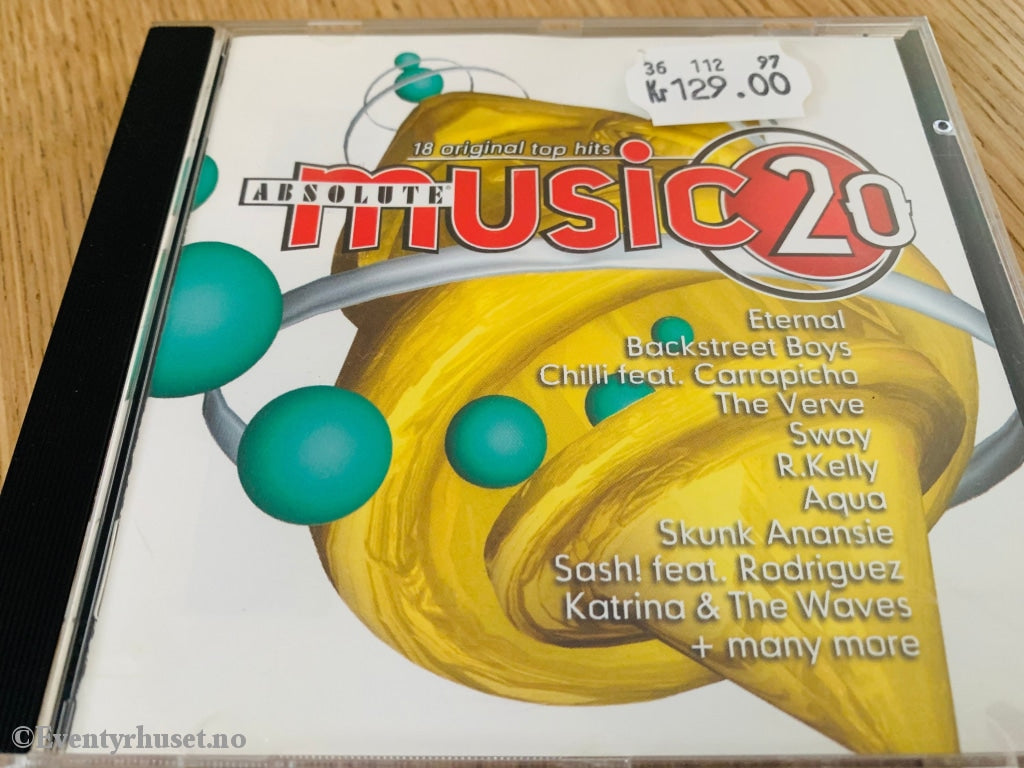 36 112 97
Kr 129.00
18 original top hits
ABSOLUTE® music 20
Eternal
Backstreet Boys
Chilli feat. Carrapicho
The Verve
Sway
R.Kelly
Aqua
Skunk Anansie
Sash! feat. Rodriguez
Katrina & The Waves
+ many more
©Eventyrhuset.no